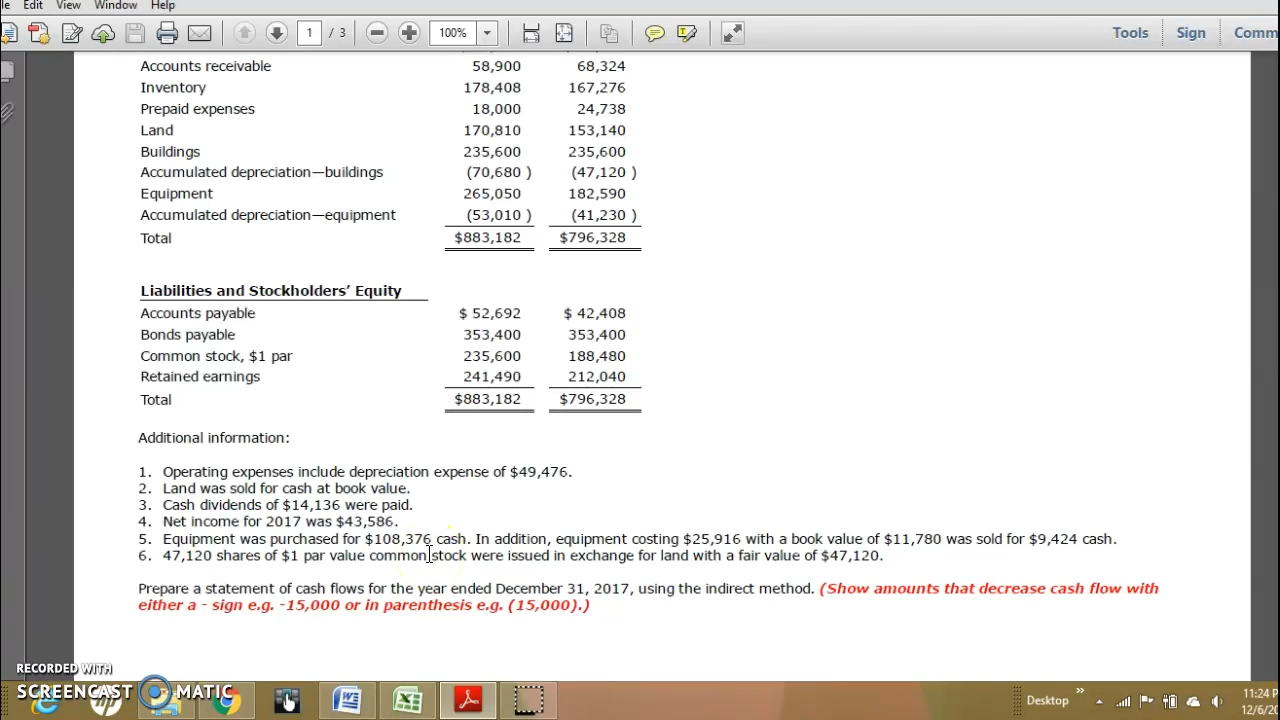 le Edit View Window Help
1 / 3 100% Tools Sign Comm
Accounts receivable 58,900 68,324
Inventory 178,408 167,276
Prepaid expenses 18,000 24,738
Land 170,810 153,140
Buildings 235,600 235,600
Accumulated depreciation—buildings (70,680 ) (47,120 )
Equipment 265,050 182,590
Accumulated depreciation—equipment (53,010 ) (41,230 )
Total $883,182 $796,328
Liabilities and Stockholders’ Equity
Accounts payable $ 52,692 $ 42,408
Bonds payable 353,400 353,400
Common stock, $1 par 235,600 188,480
Retained earnings 241,490 212,040
Total $883,182 $796,328
Additional information:
1. Operating expenses include depreciation expense of $49,476.
2. Land was sold for cash at book value.
3. Cash dividends of $14,136 were paid.
4. Net income for 2017 was $43,586.
5. Equipment was purchased for $108,376 cash. In addition, equipment costing $25,916 with a book value of $11,780 was sold for $9,424 cash.
6. 47,120 shares of $1 par value common stock were issued in exchange for land with a fair value of $47,120.
Prepare a statement of cash flows for the year ended December 31, 2017, using the indirect method. (Show amounts that decrease cash flow with
either a - sign e.g. -15,000 or in parenthesis e.g. (15,000).)
RECORDED WITH
SCREENCAST MATIC
Desktop
11:24 P
12/6/20